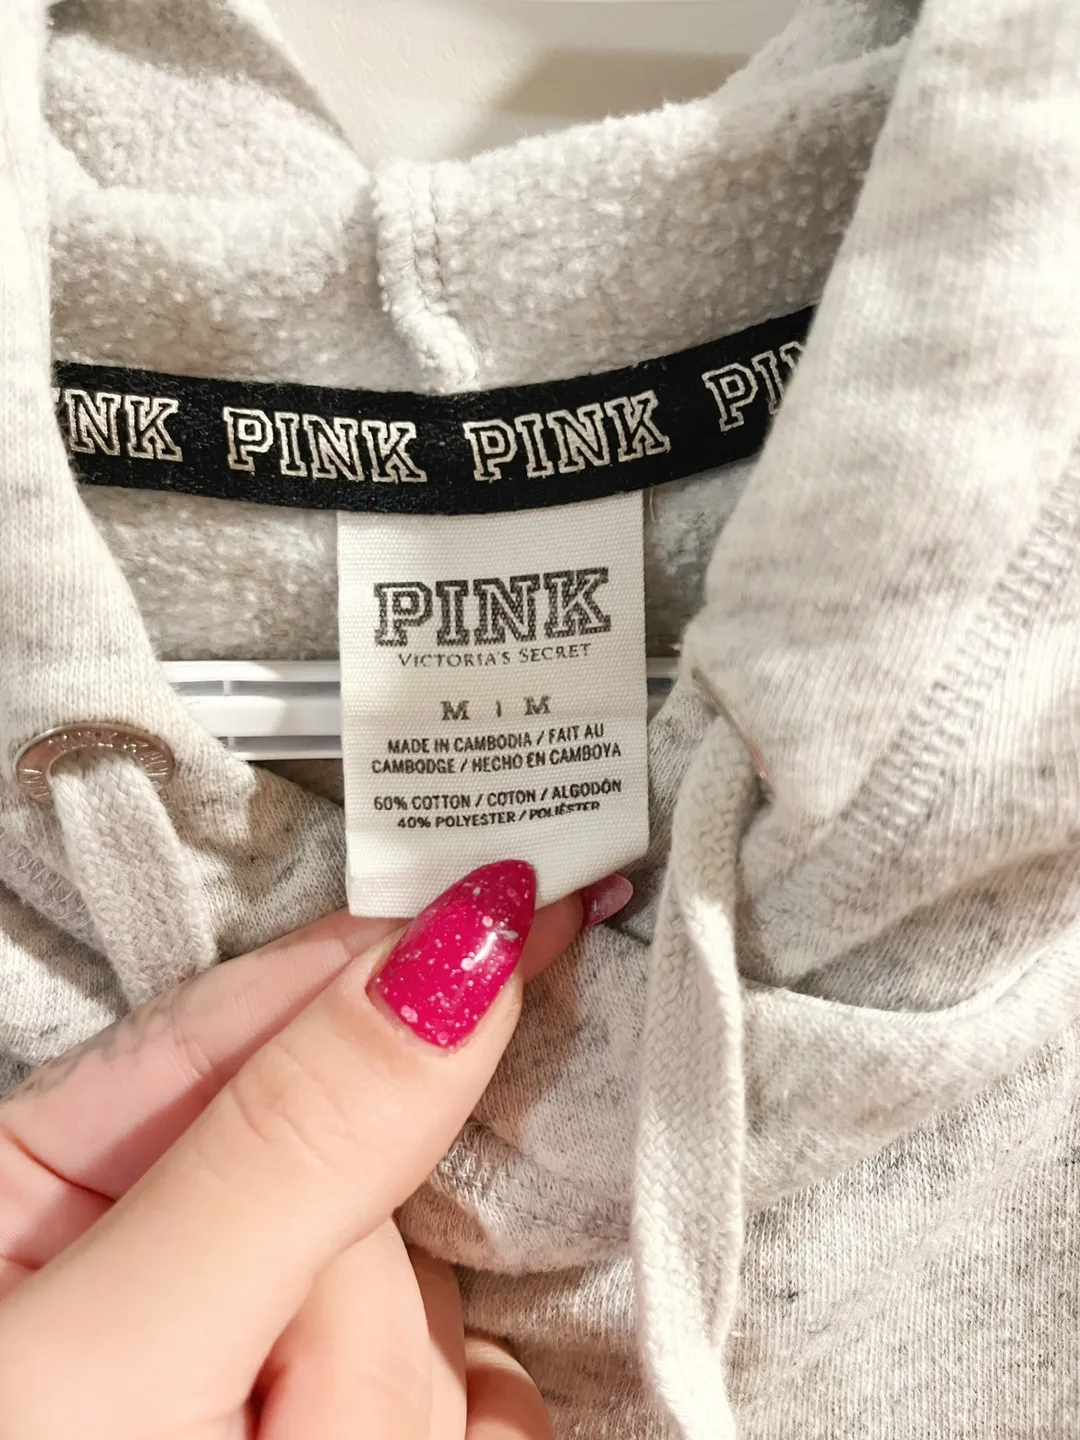 PINK PINK PINK PINK
PINK
VICTORIA'S SECRET
M | M
MADE IN CAMBODIA / FAIT AU
CAMBODGE / HECHO EN CAMBOYA
60% COTTON / COTON / ALGODÓN
40% POLYESTER / POLIÉSTER